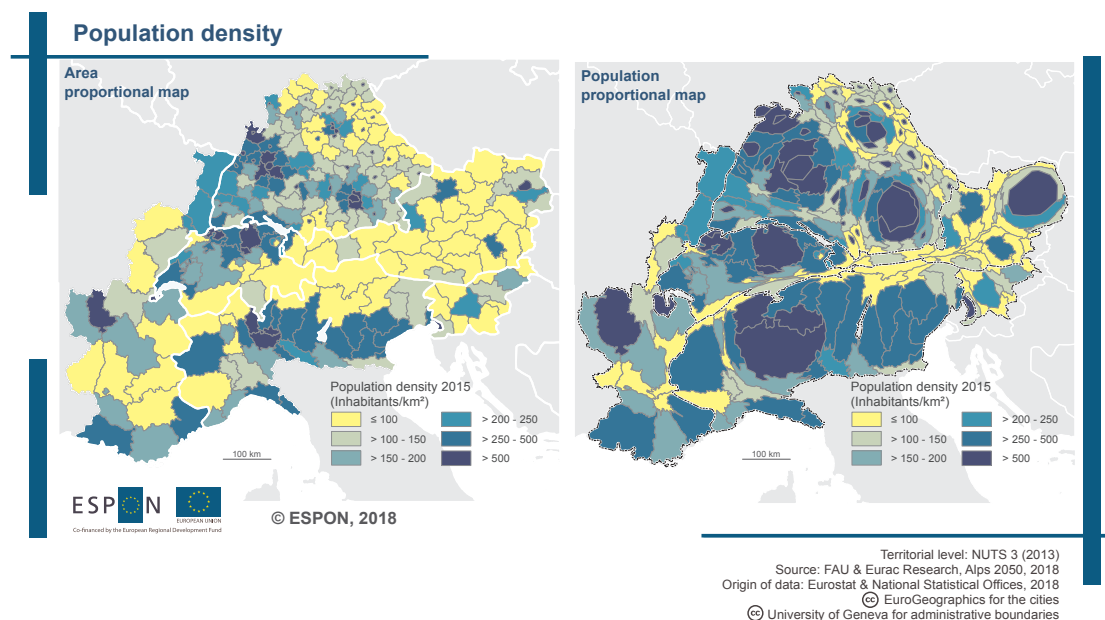 Population density
Area
proportional map
Population density 2015
(Inhabitants/km²)
≤ 100
> 100 - 150
> 150 - 200
> 200 - 250
> 250 - 500
> 500
100 km
ESPON
EUROPEAN UNION
Co-financed by the European Regional Development Fund
© ESPON, 2018
Population
proportional map
Population density 2015
(Inhabitants/km²)
≤ 100
> 100 - 150
> 150 - 200
> 200 - 250
> 250 - 500
> 500
100 km
Territorial level: NUTS 3 (2013)
Source: FAU & Eurac Research, Alps 2050, 2018
Origin of data: Eurostat & National Statistical Offices, 2018
cc EuroGeographics for the cities
cc University of Geneva for administrative boundaries